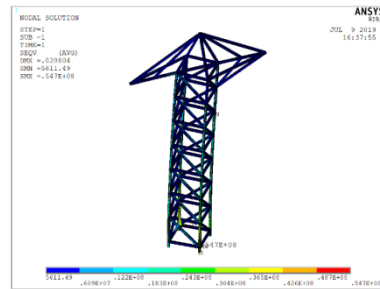 ANSYS
R19
NODAL SOLUTION
JUL 9 2019
16:37:55
STEP=1
SUB =1
TIME=1
SEQV (AVG)
DMX =.020804
SMN =5611.49
SMX =.547E+08
5611.49 .122E+08 .243E+08 .365E+08 .487E+08
.609E+07 .183E+08 .304E+08 .426E+08 .547E+08